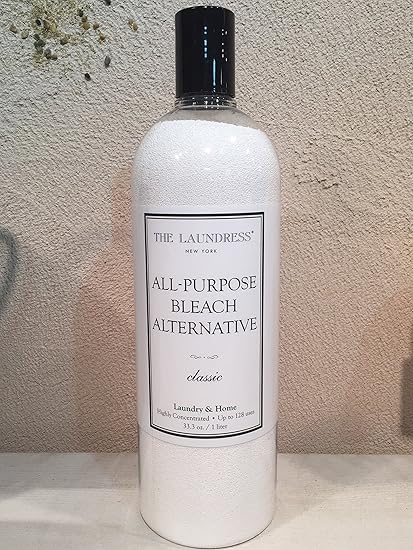 THE LAUNDRESS®
NEW YORK
ALL-PURPOSE
BLEACH
ALTERNATIVE
classic
Laundry & Home
Highly Concentrated • Up to 128 uses
33.3 oz. / 1 liter